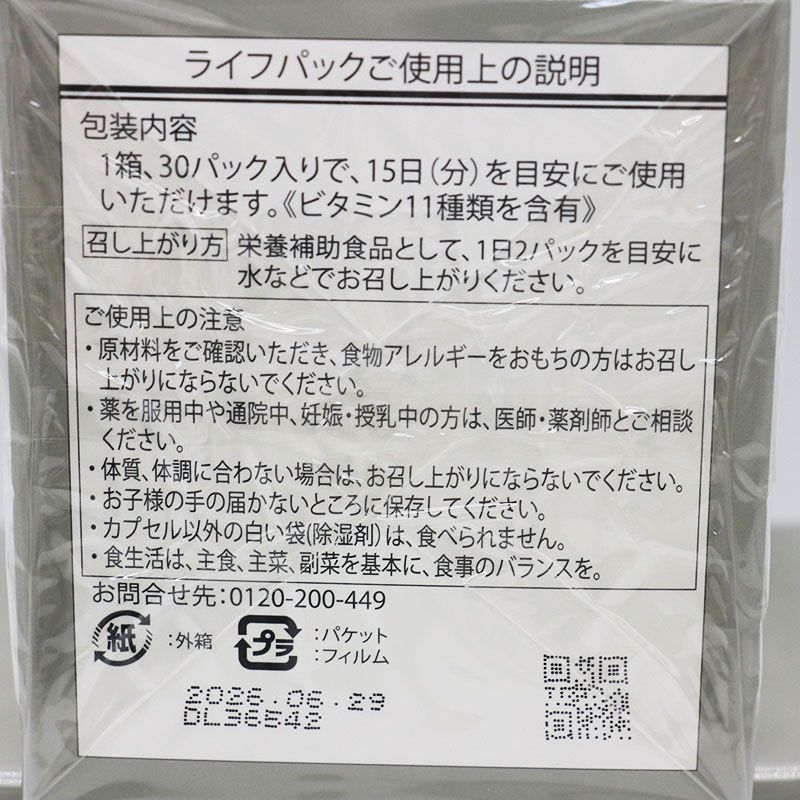 ライフパックご使用上の説明
包装内容
1箱、30パック入りで、15日(分)を目安にご使用
いただけます。《ビタミン11種類を含有》
召し上がり方 栄養補助食品として、1日2パックを目安に
水などでお召し上がりください。
ご使用上の注意
・原材料をご確認いただき、食物アレルギーをおもちの方はお召し
上がりにならないでください。
・薬を服用中や通院中、妊娠・授乳中の方は、医師・薬剤師とご相談
ください。
・体質、体調に合わない場合は、お召し上がりにならないでください。
・お子様の手の届かないところに保存してください。
・カプセル以外の白い袋(除湿剤)は、食べられません。
・食生活は、主食、主菜、副菜を基本に、食事のバランスを。
お問合せ先:0120-200-449
紙 :外箱
プラ :パケット
:フィルム
2026.06.29
DL36542